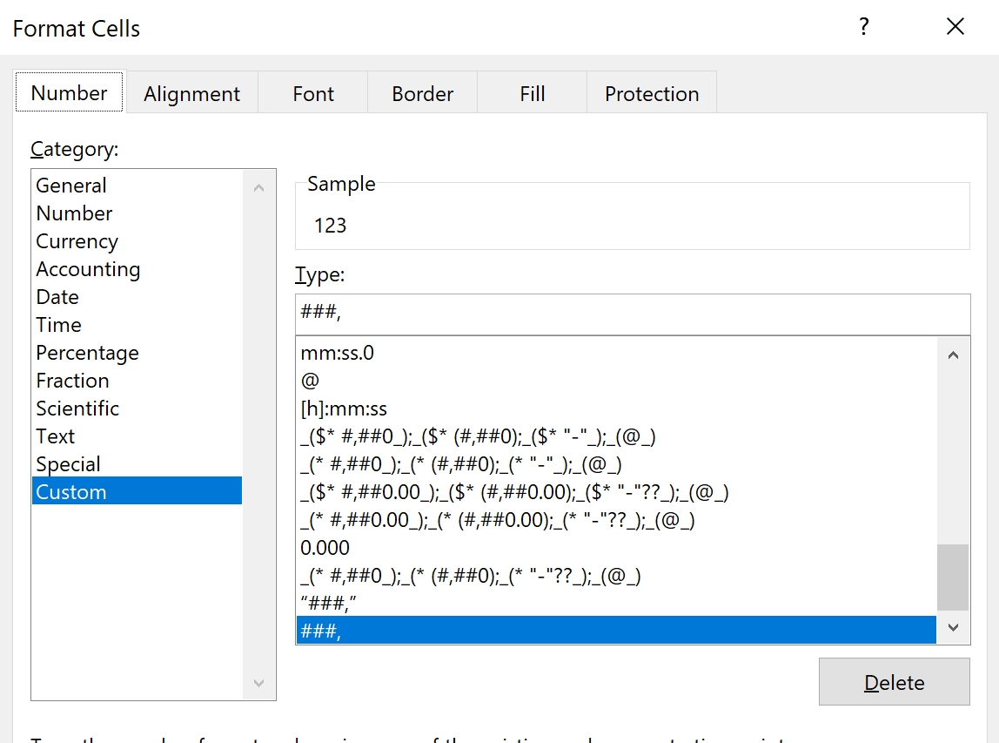 Format Cells
?
Number
Alignment
Font
Border
Fill
Protection
Category:
General
Number
Currency
Accounting
Date
Time
Percentage
Fraction
Scientific
Text
Special
Custom
Sample
123
Type:
###,
mm:ss.0
@
[h]:mm:ss
_($* #,##0_);_($* (#,##0);_($* "-"_);_(@_)
_(* #,##0_);_(* (#,##0);_(* "-"_);_(@_)
_($* #,##0.00_);_($* (#,##0.00);_($* "-"??_);_(@_)
_(* #,##0.00_);_(* (#,##0.00);_(* "-"??_);_(@_)
0.000
_(* #,##0_);_(* (#,##0);_(* "-"??_);_(@_)
“###,”
###,
Delete